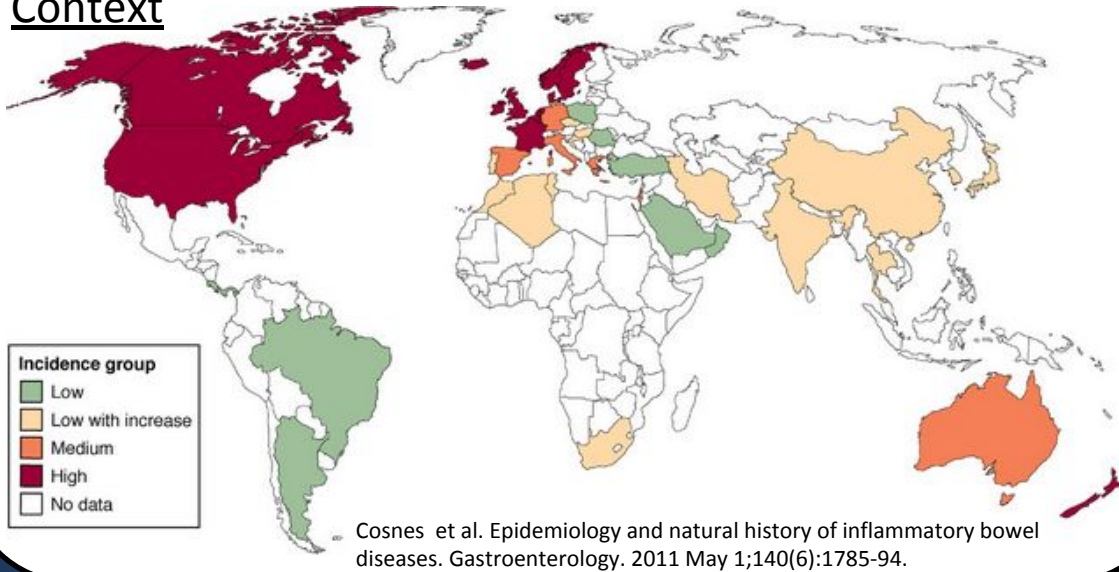 Context
Incidence group
Low
Low with increase
Medium
High
No data
Cosnes et al. Epidemiology and natural history of inflammatory bowel
diseases. Gastroenterology. 2011 May 1;140(6):1785-94.